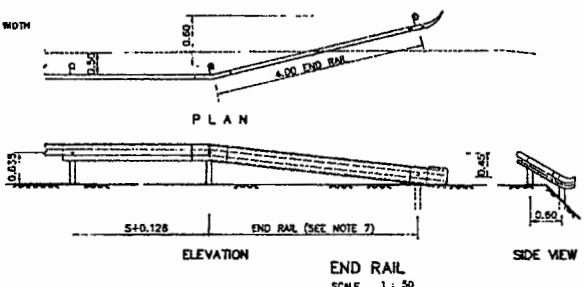 WIDTH
0.60
0.50
4.00 END RAIL
PLAN
0.635
0.45
S+0.126
END RAIL (SEE NOTE 7)
0.60
ELEVATION
SIDE VIEW
END RAIL
SCALE 1 : 50